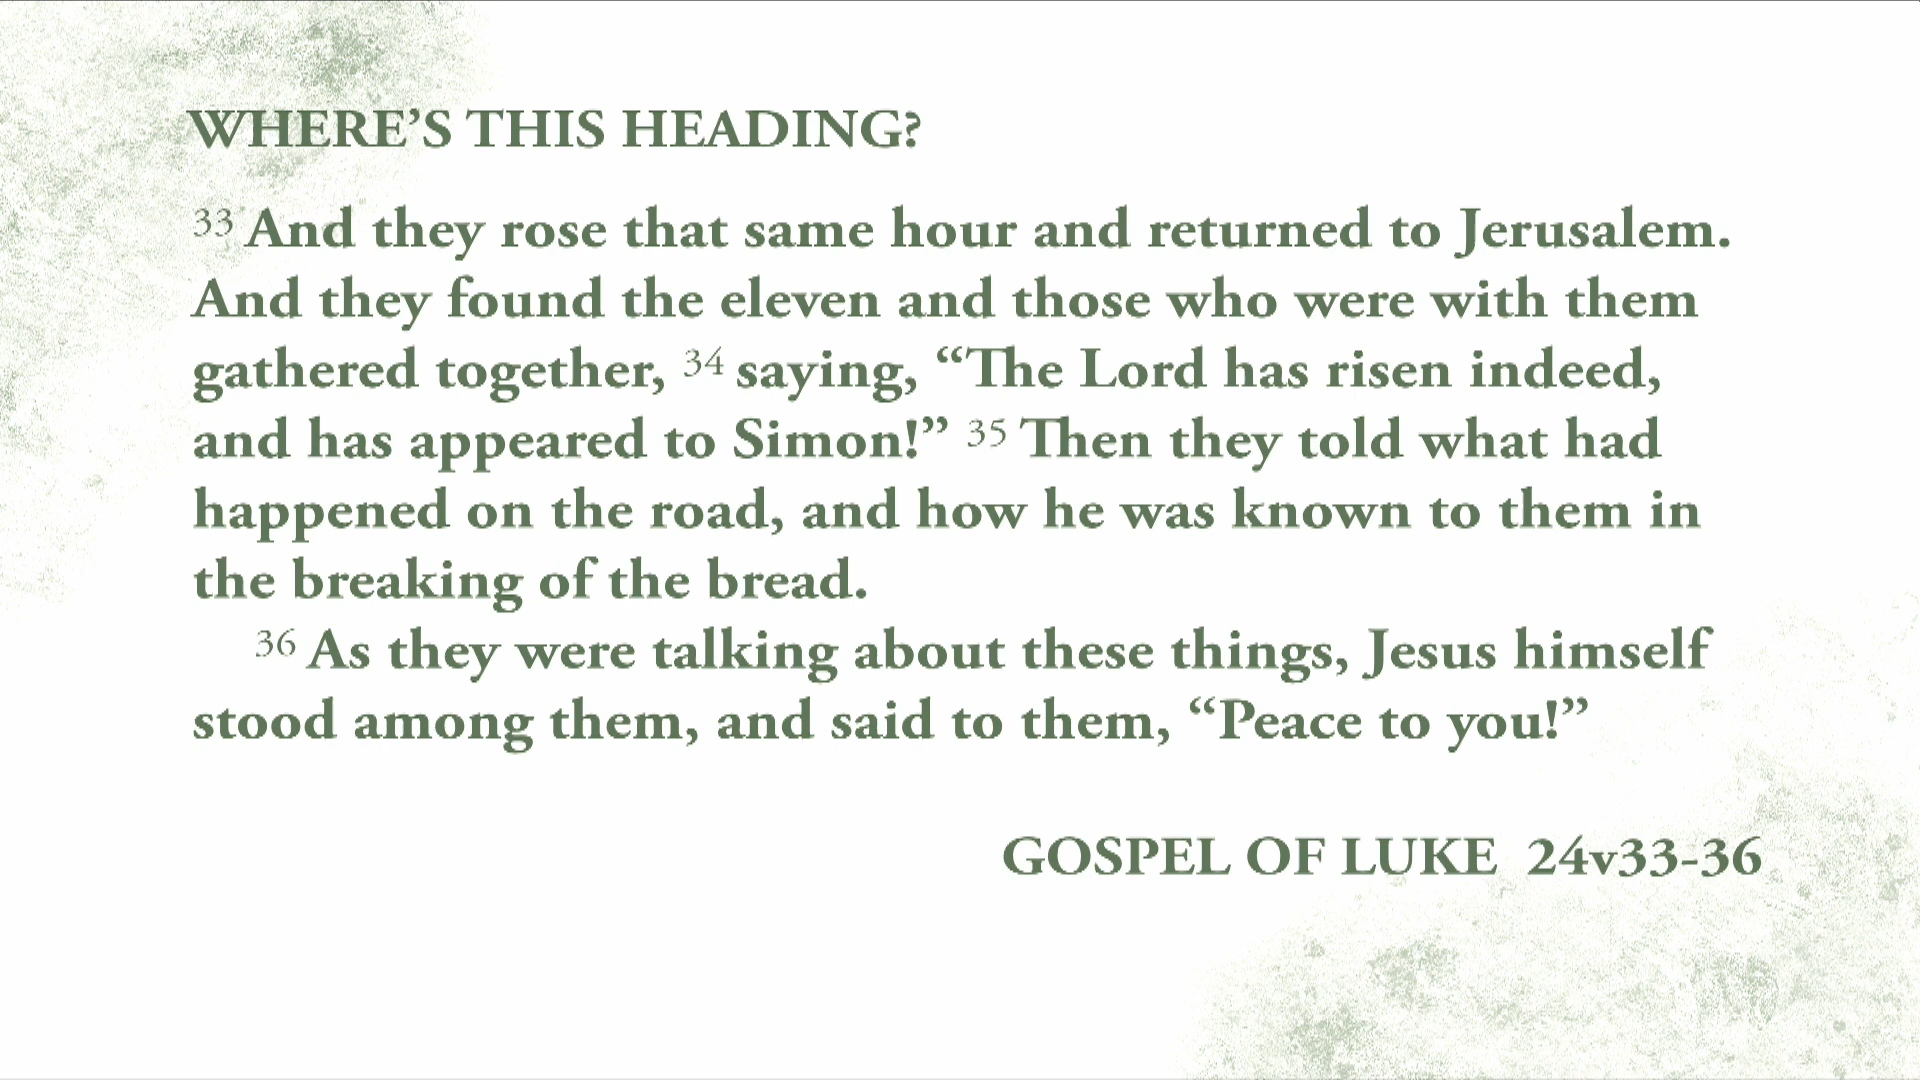 WHERE’S THIS HEADING?
33 And they rose that same hour and returned to Jerusalem.
And they found the eleven and those who were with them
gathered together, 34 saying, “The Lord has risen indeed,
and has appeared to Simon!” 35 Then they told what had
happened on the road, and how he was known to them in
the breaking of the bread.
36 As they were talking about these things, Jesus himself
stood among them, and said to them, “Peace to you!”
GOSPEL OF LUKE 24v33-36